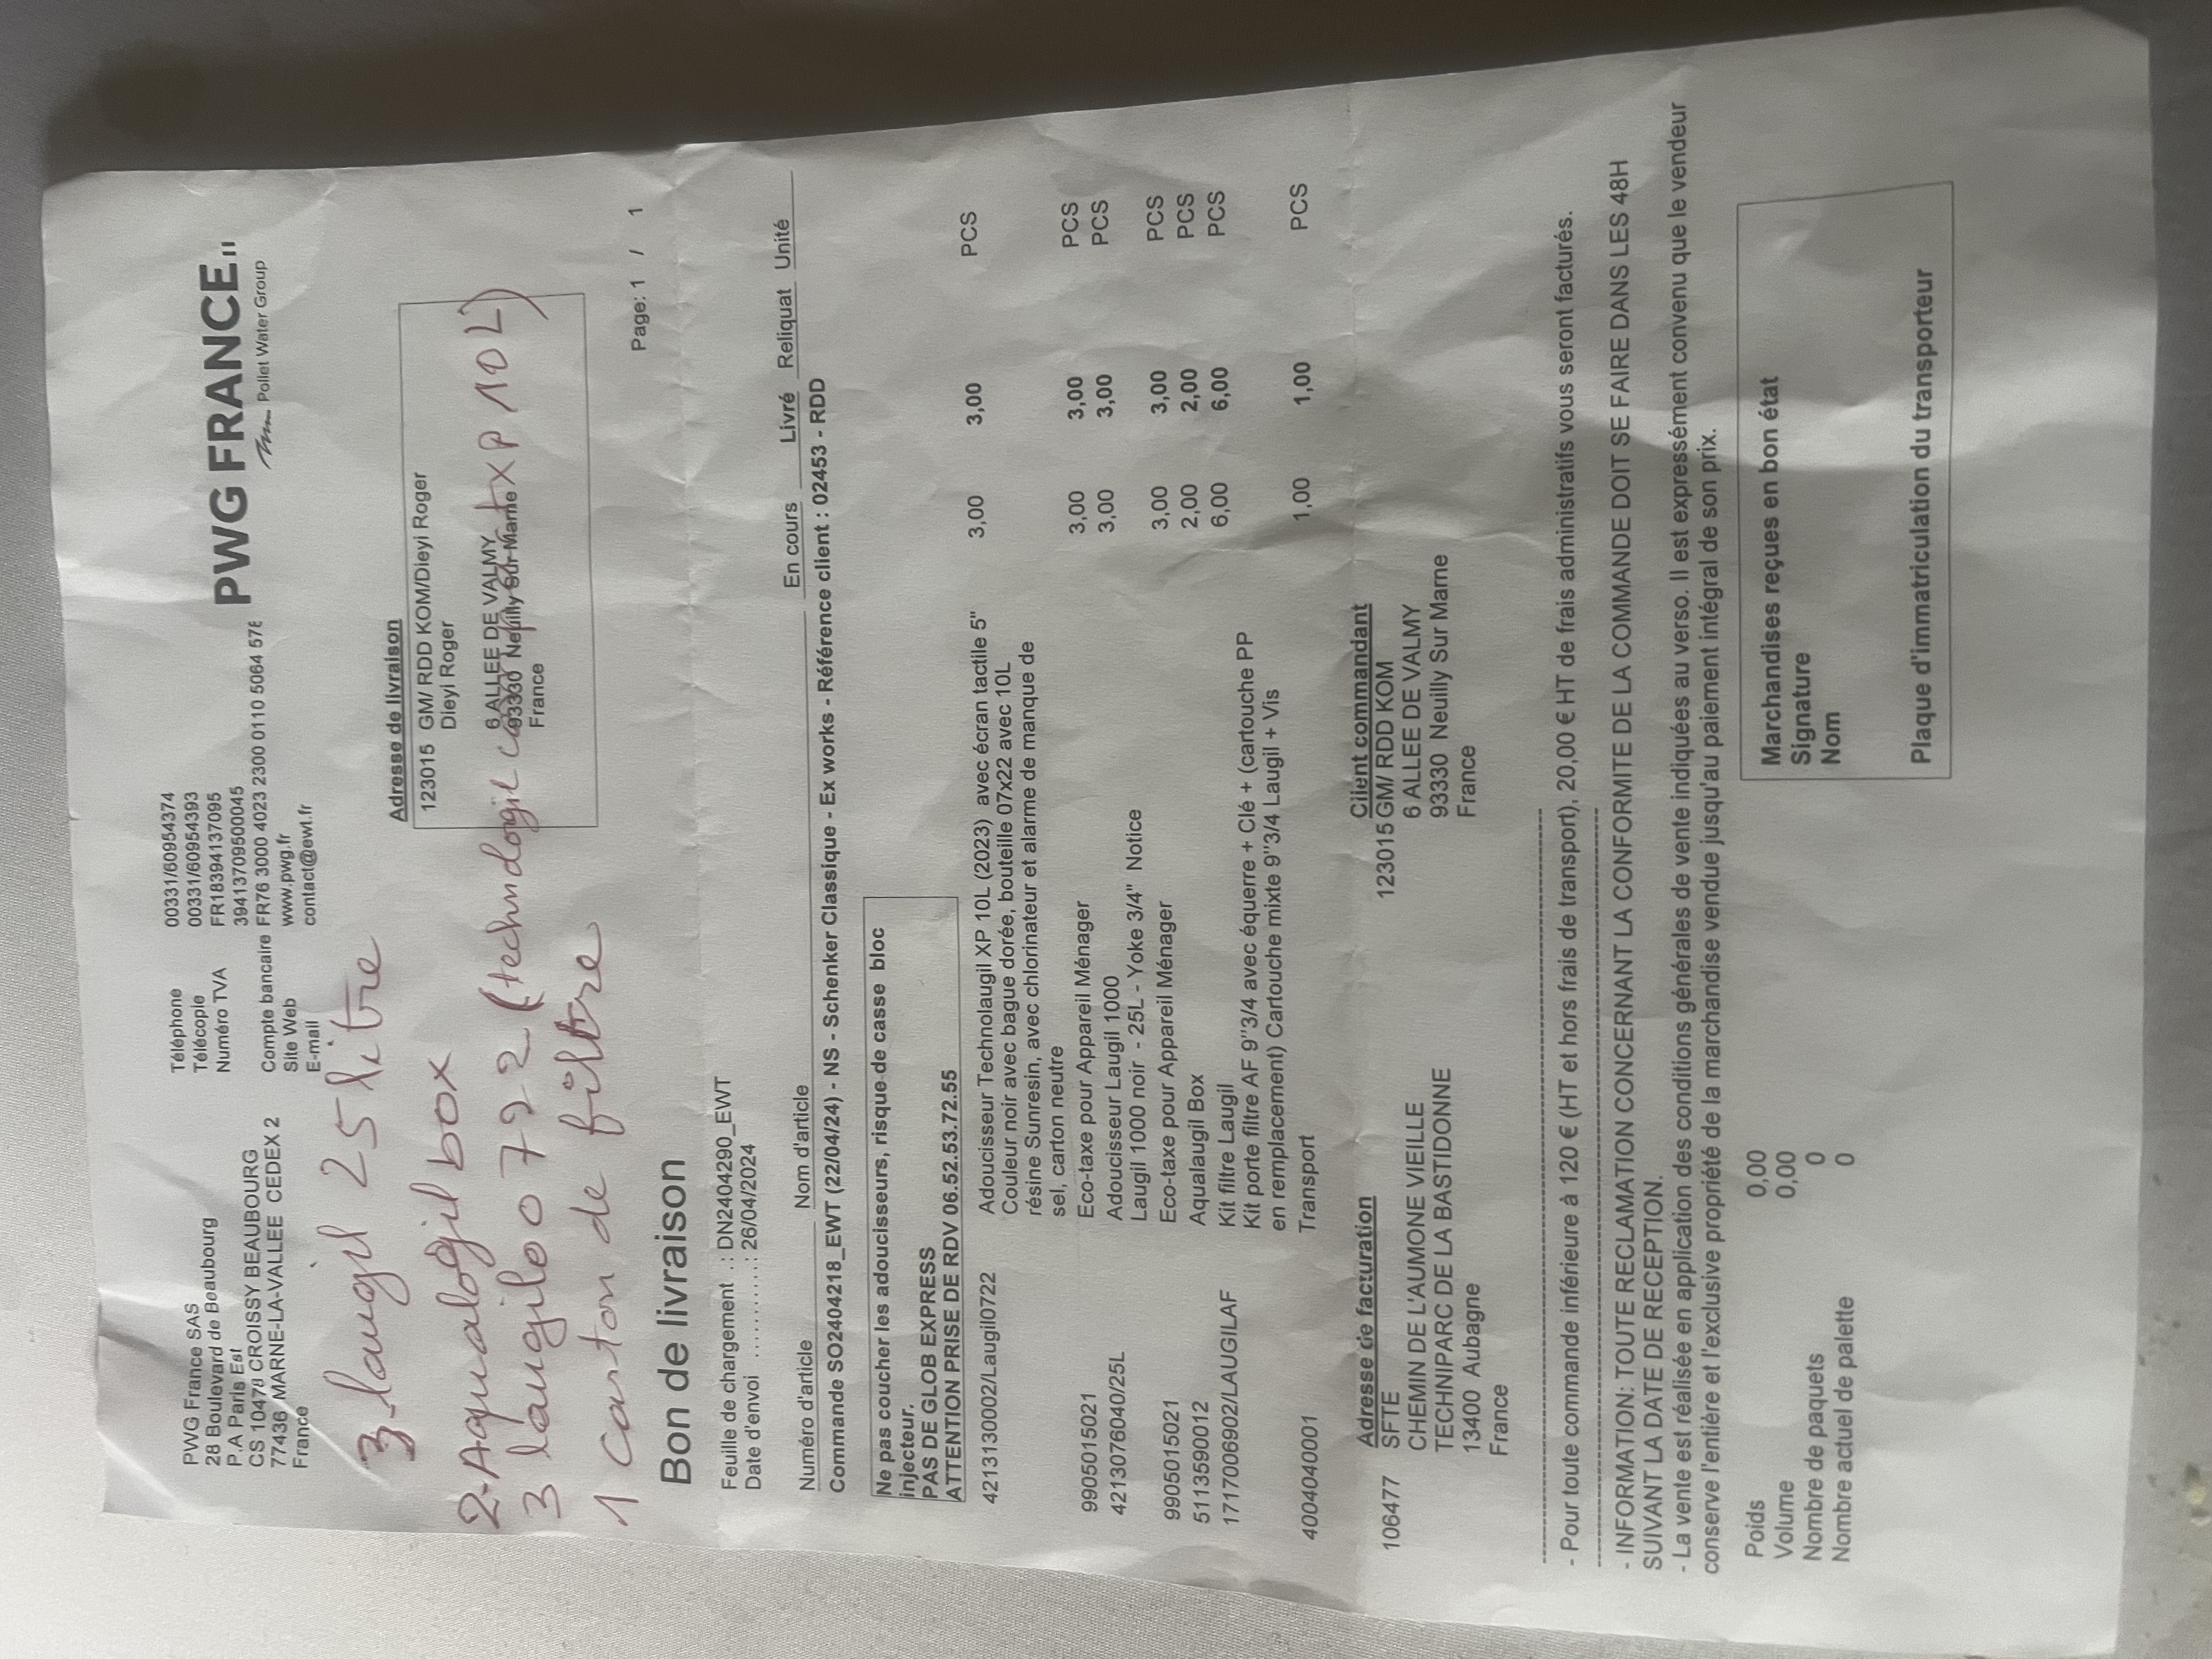 PWG France SAS
28 Boulevard de Beaubourg
P.A Paris Est
CS 10478 CROISSY BEAUBOURG
77436 MARNE-LA-VALLEE CEDEX 2
France
Téléphone 00331/60954374
Télécopie 00331/60954393
Numéro TVA FR18394137095
39413709500045
Compte bancaire FR76 3000 4023 2300 0110 5064 576
Site Web www.pwg.fr
E-mail contact@ewt.fr
PWG FRANCE
Pollet Water Group
3 laugil 25 litre
2-Aqualogil box
3 laugilo 0722 (technologil XP 10L)
1 carton de filtre
Adresse de livraison
123015 GM/ RDD KOM/Dieyi Roger
Dieyi Roger
6 ALLEE DE VALMY
93330 Neuilly Sur Marne
France
Bon de livraison
Page: 1 / 1
Feuille de chargement .: DN2404290_EWT
Date d'envoi ...........: 26/04/2024
Numéro d'article Nom d'article En cours Livré Reliquat Unité
Commande SO2404218_EWT (22/04/24) - NS - Schenker Classique - Ex works - Référence client : 02453 - RDD
Ne pas coucher les adoucisseurs, risque de casse bloc
injecteur.
PAS DE GLOB EXPRESS
ATTENTION PRISE DE RDV 06.52.53.72.55
4213130002/Laugil0722 Adoucisseur Technolaugil XP 10L (2023) avec écran tactile 5" 3,00 3,00 PCS
Couleur noir avec bague dorée, bouteille 07x22 avec 10L
résine Sunresin, avec chlorinateur et alarme de manque de
sel, carton neutre
9905015021 Eco-taxe pour Appareil Ménager 3,00 3,00 PCS
4213076040/25L Adoucisseur Laugil 1000 3,00 3,00 PCS
Laugil 1000 noir - 25L - Yoke 3/4" Notice
9905015021 Eco-taxe pour Appareil Ménager 3,00 3,00 PCS
5113590012 Aqualaugil Box 2,00 2,00 PCS
1717006902/LAUGILAF Kit filtre Laugil 6,00 6,00 PCS
Kit porte filtre AF 9"3/4 avec équerre + Clé + (cartouche PP
en remplacement) Cartouche mixte 9"3/4 Laugil + Vis
4004040001 Transport 1,00 1,00 PCS
Adresse de facturation
106477 SFTE
CHEMIN DE L'AUMONE VIEILLE
TECHNIPARC DE LA BASTIDONNE
13400 Aubagne
France
Client commandant
123015 GM/ RDD KOM
6 ALLEE DE VALMY
93330 Neuilly Sur Marne
France
- Pour toute commande inférieure à 120 € (HT et hors frais de transport), 20,00 € HT de frais administratifs vous seront facturés.
- INFORMATION: TOUTE RECLAMATION CONCERNANT LA CONFORMITE DE LA COMMANDE DOIT SE FAIRE DANS LES 48H
SUIVANT LA DATE DE RECEPTION.
- La vente est réalisée en application des conditions générales de vente indiquées au verso. Il est expressément convenu que le vendeur
conserve l'entière et l'exclusive propriété de la marchandise vendue jusqu'au paiement intégral de son prix.
Poids 0,00
Volume 0,00
Nombre de paquets 0
Nombre actuel de palette 0
Marchandises reçues en bon état
Signature
Nom
Plaque d'immatriculation du transporteur